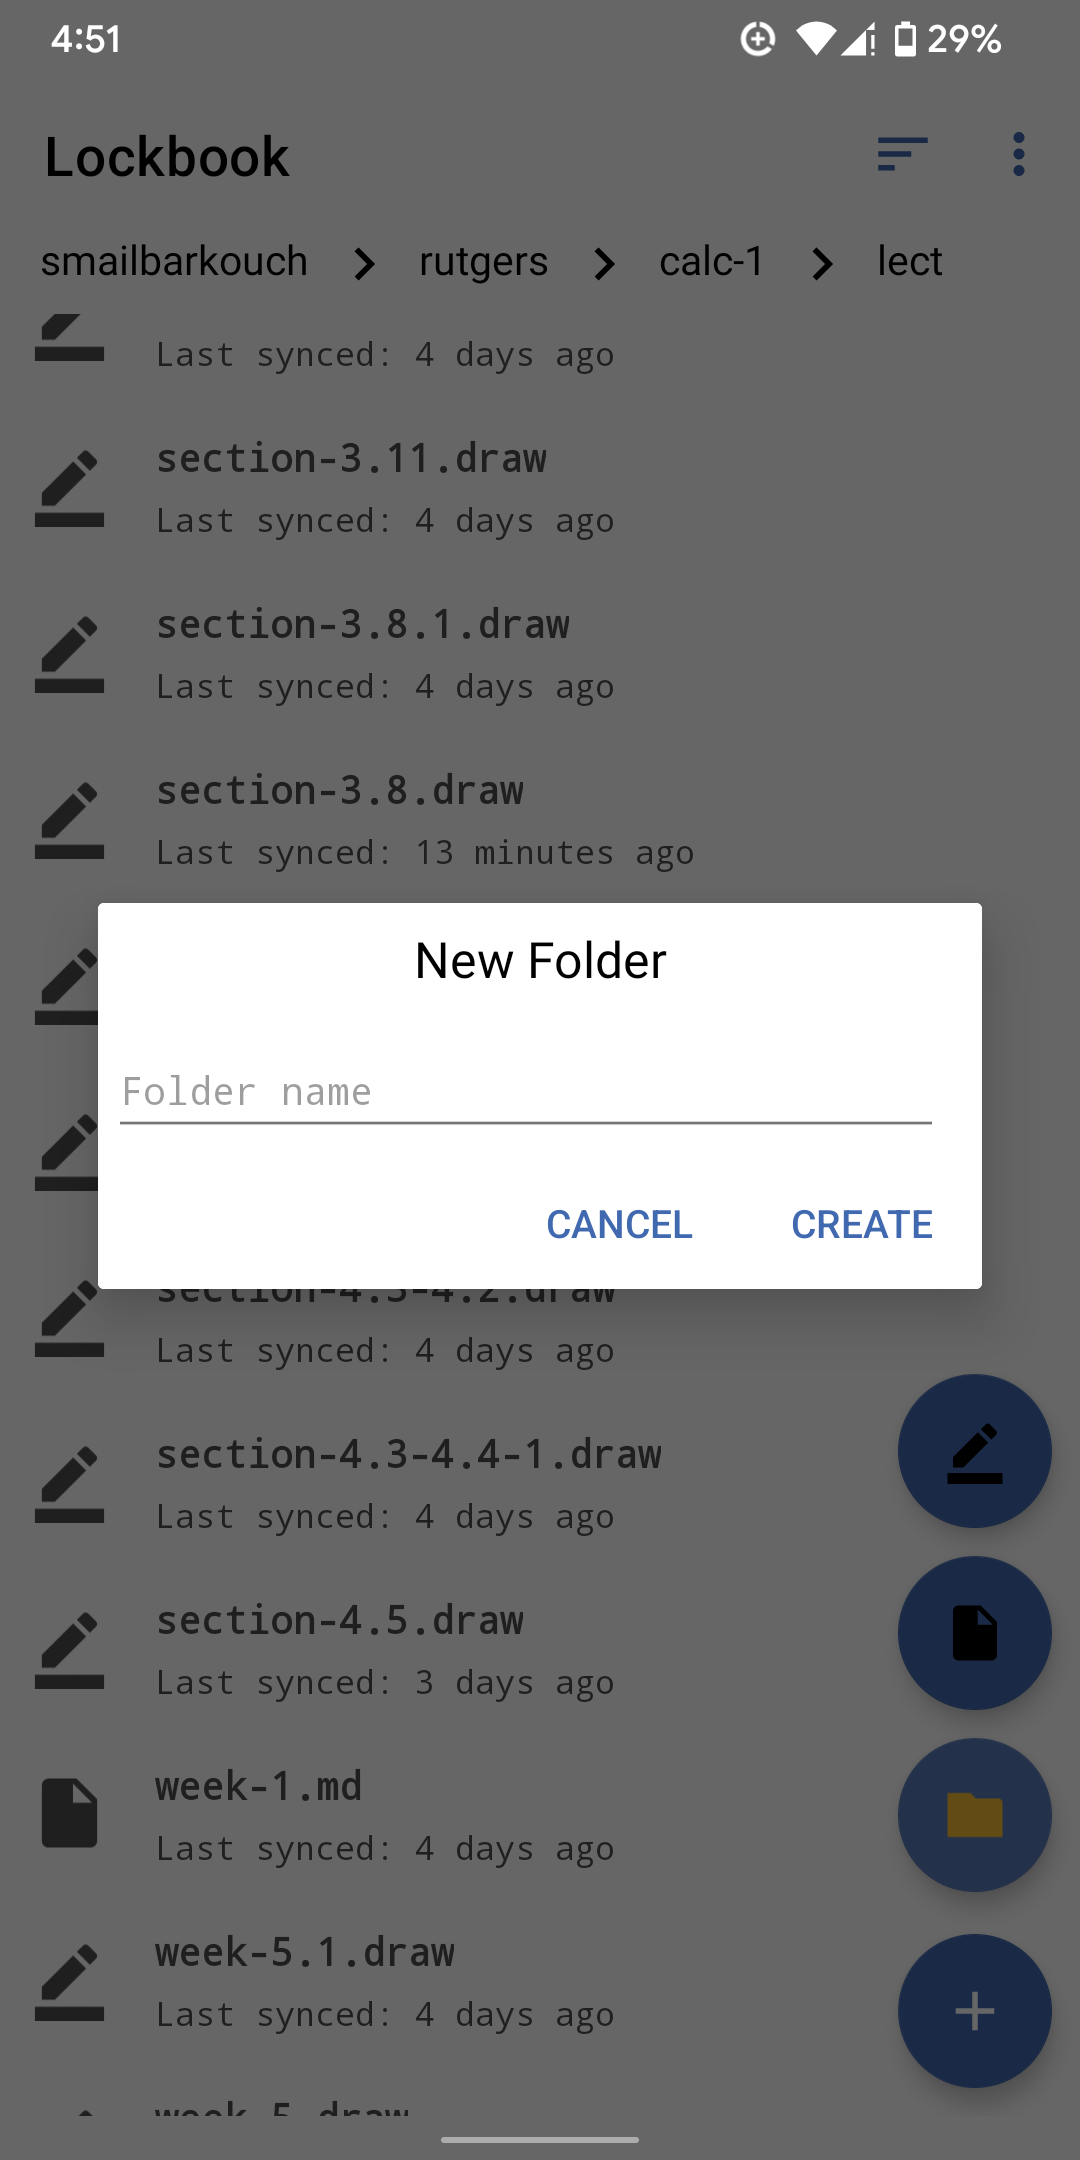 4:51 29%
Lockbook
smailbarkouch rutgers calc-1 lect
Last synced: 4 days ago
section-3.11.draw
Last synced: 4 days ago
section-3.8.1.draw
Last synced: 4 days ago
section-3.8.draw
Last synced: 13 minutes ago
New Folder
Folder name
CANCEL CREATE
Last synced: 4 days ago
section-4.3-4.4-1.draw
Last synced: 4 days ago
section-4.5.draw
Last synced: 3 days ago
week-1.md
Last synced: 4 days ago
week-5.1.draw
Last synced: 4 days ago
week-5.draw